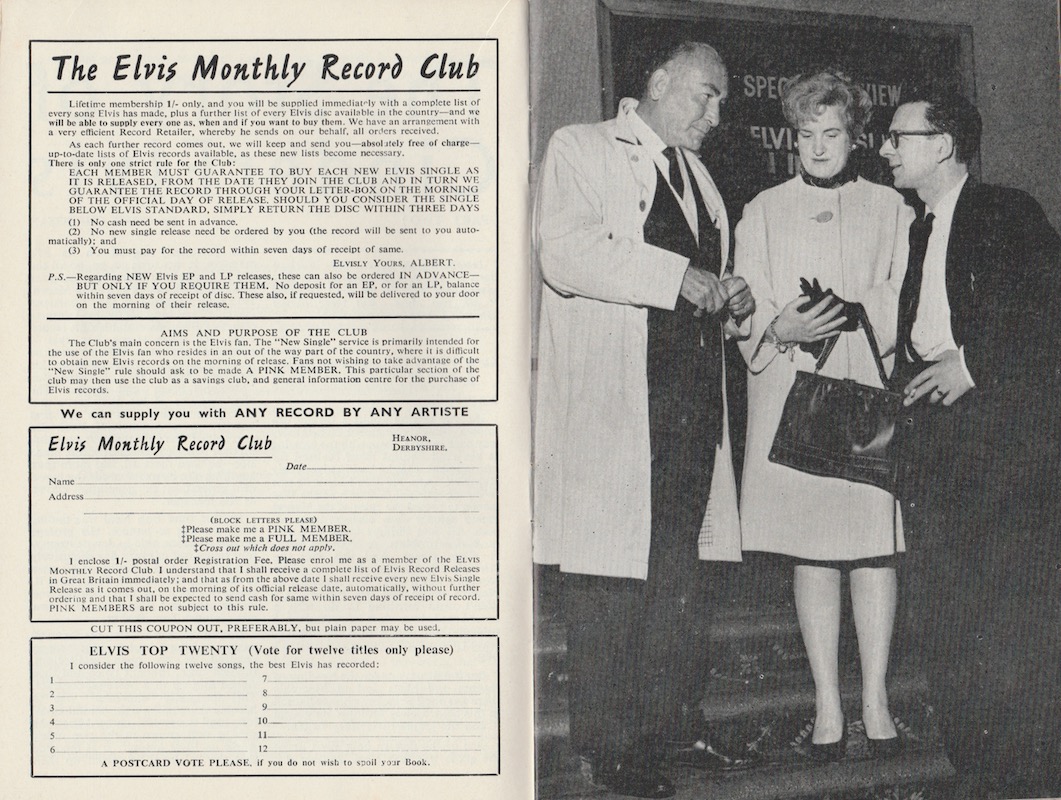 The Elvis Monthly Record Club
Lifetime membership 1/- only, and you will be supplied immediately with a complete list of
every song Elvis has made, plus a further list of every Elvis disc available in the country—and we
will be able to supply every one as, when and if you want to buy them. We have an arrangement with
a very efficient Record Retailer, whereby he sends on our behalf, all orders received.
As each further record comes out, we will keep and send you—absolutely free of charge—
up-to-date lists of Elvis records available, as these new lists become necessary.
There is only one strict rule for the Club:
EACH MEMBER MUST GUARANTEE TO BUY EACH NEW ELVIS SINGLE AS
IT IS RELEASED, FROM THE DATE THEY JOIN THE CLUB AND IN TURN WE
GUARANTEE THE RECORD THROUGH YOUR LETTER-BOX ON THE MORNING
OF THE OFFICIAL DAY OF RELEASE. SHOULD YOU CONSIDER THE SINGLE
BELOW ELVIS STANDARD, SIMPLY RETURN THE DISC WITHIN THREE DAYS
(1) No cash need be sent in advance.
(2) No new single release need be ordered by you (the record will be sent to you auto-
matically); and
(3) You must pay for the record within seven days of receipt of same.
ELVISLY YOURS, ALBERT.
P.S.—Regarding NEW Elvis EP and LP releases, these can also be ordered IN ADVANCE—
BUT ONLY IF YOU REQUIRE THEM. No deposit for an EP, or for an LP, balance
within seven days of receipt of disc. These also, if requested, will be delivered to your door
on the morning of their release.
AIMS AND PURPOSE OF THE CLUB
The Club's main concern is the Elvis fan. The "New Single" service is primarily intended for
the use of the Elvis fan who resides in an out of the way part of the country, where it is difficult
to obtain new Elvis records on the morning of release. Fans not wishing to take advantage of the
"New Single" rule should ask to be made A PINK MEMBER. This particular section of the
club may then use the club as a savings club, and general information centre for the purchase of
Elvis records.
We can supply you with ANY RECORD BY ANY ARTISTE
Elvis Monthly Record Club
HEANOR,
DERBYSHIRE.
Date
Name
Address
(BLOCK LETTERS PLEASE)
‡Please make me a PINK MEMBER.
‡Please make me a FULL MEMBER.
‡Cross out which does not apply.
I enclose 1/- postal order Registration Fee. Please enrol me as a member of the ELVIS
MONTHLY Record Club. I understand that I shall receive a complete list of Elvis Record Releases
in Great Britain immediately; and that as from the above date I shall receive every new Elvis Single
Release as it comes out, on the morning of its official release date, automatically, without further
ordering and that I shall be expected to send cash for same within seven days of receipt of record.
PINK MEMBERS are not subject to this rule.
CUT THIS COUPON OUT, PREFERABLY, but plain paper may be used.
ELVIS TOP TWENTY (Vote for twelve titles only please)
I consider the following twelve songs, the best Elvis has recorded:
1 7
2 8
3 9
4 10
5 11
6 12
A POSTCARD VOTE PLEASE, if you do not wish to spoil your Book.
ELVIS